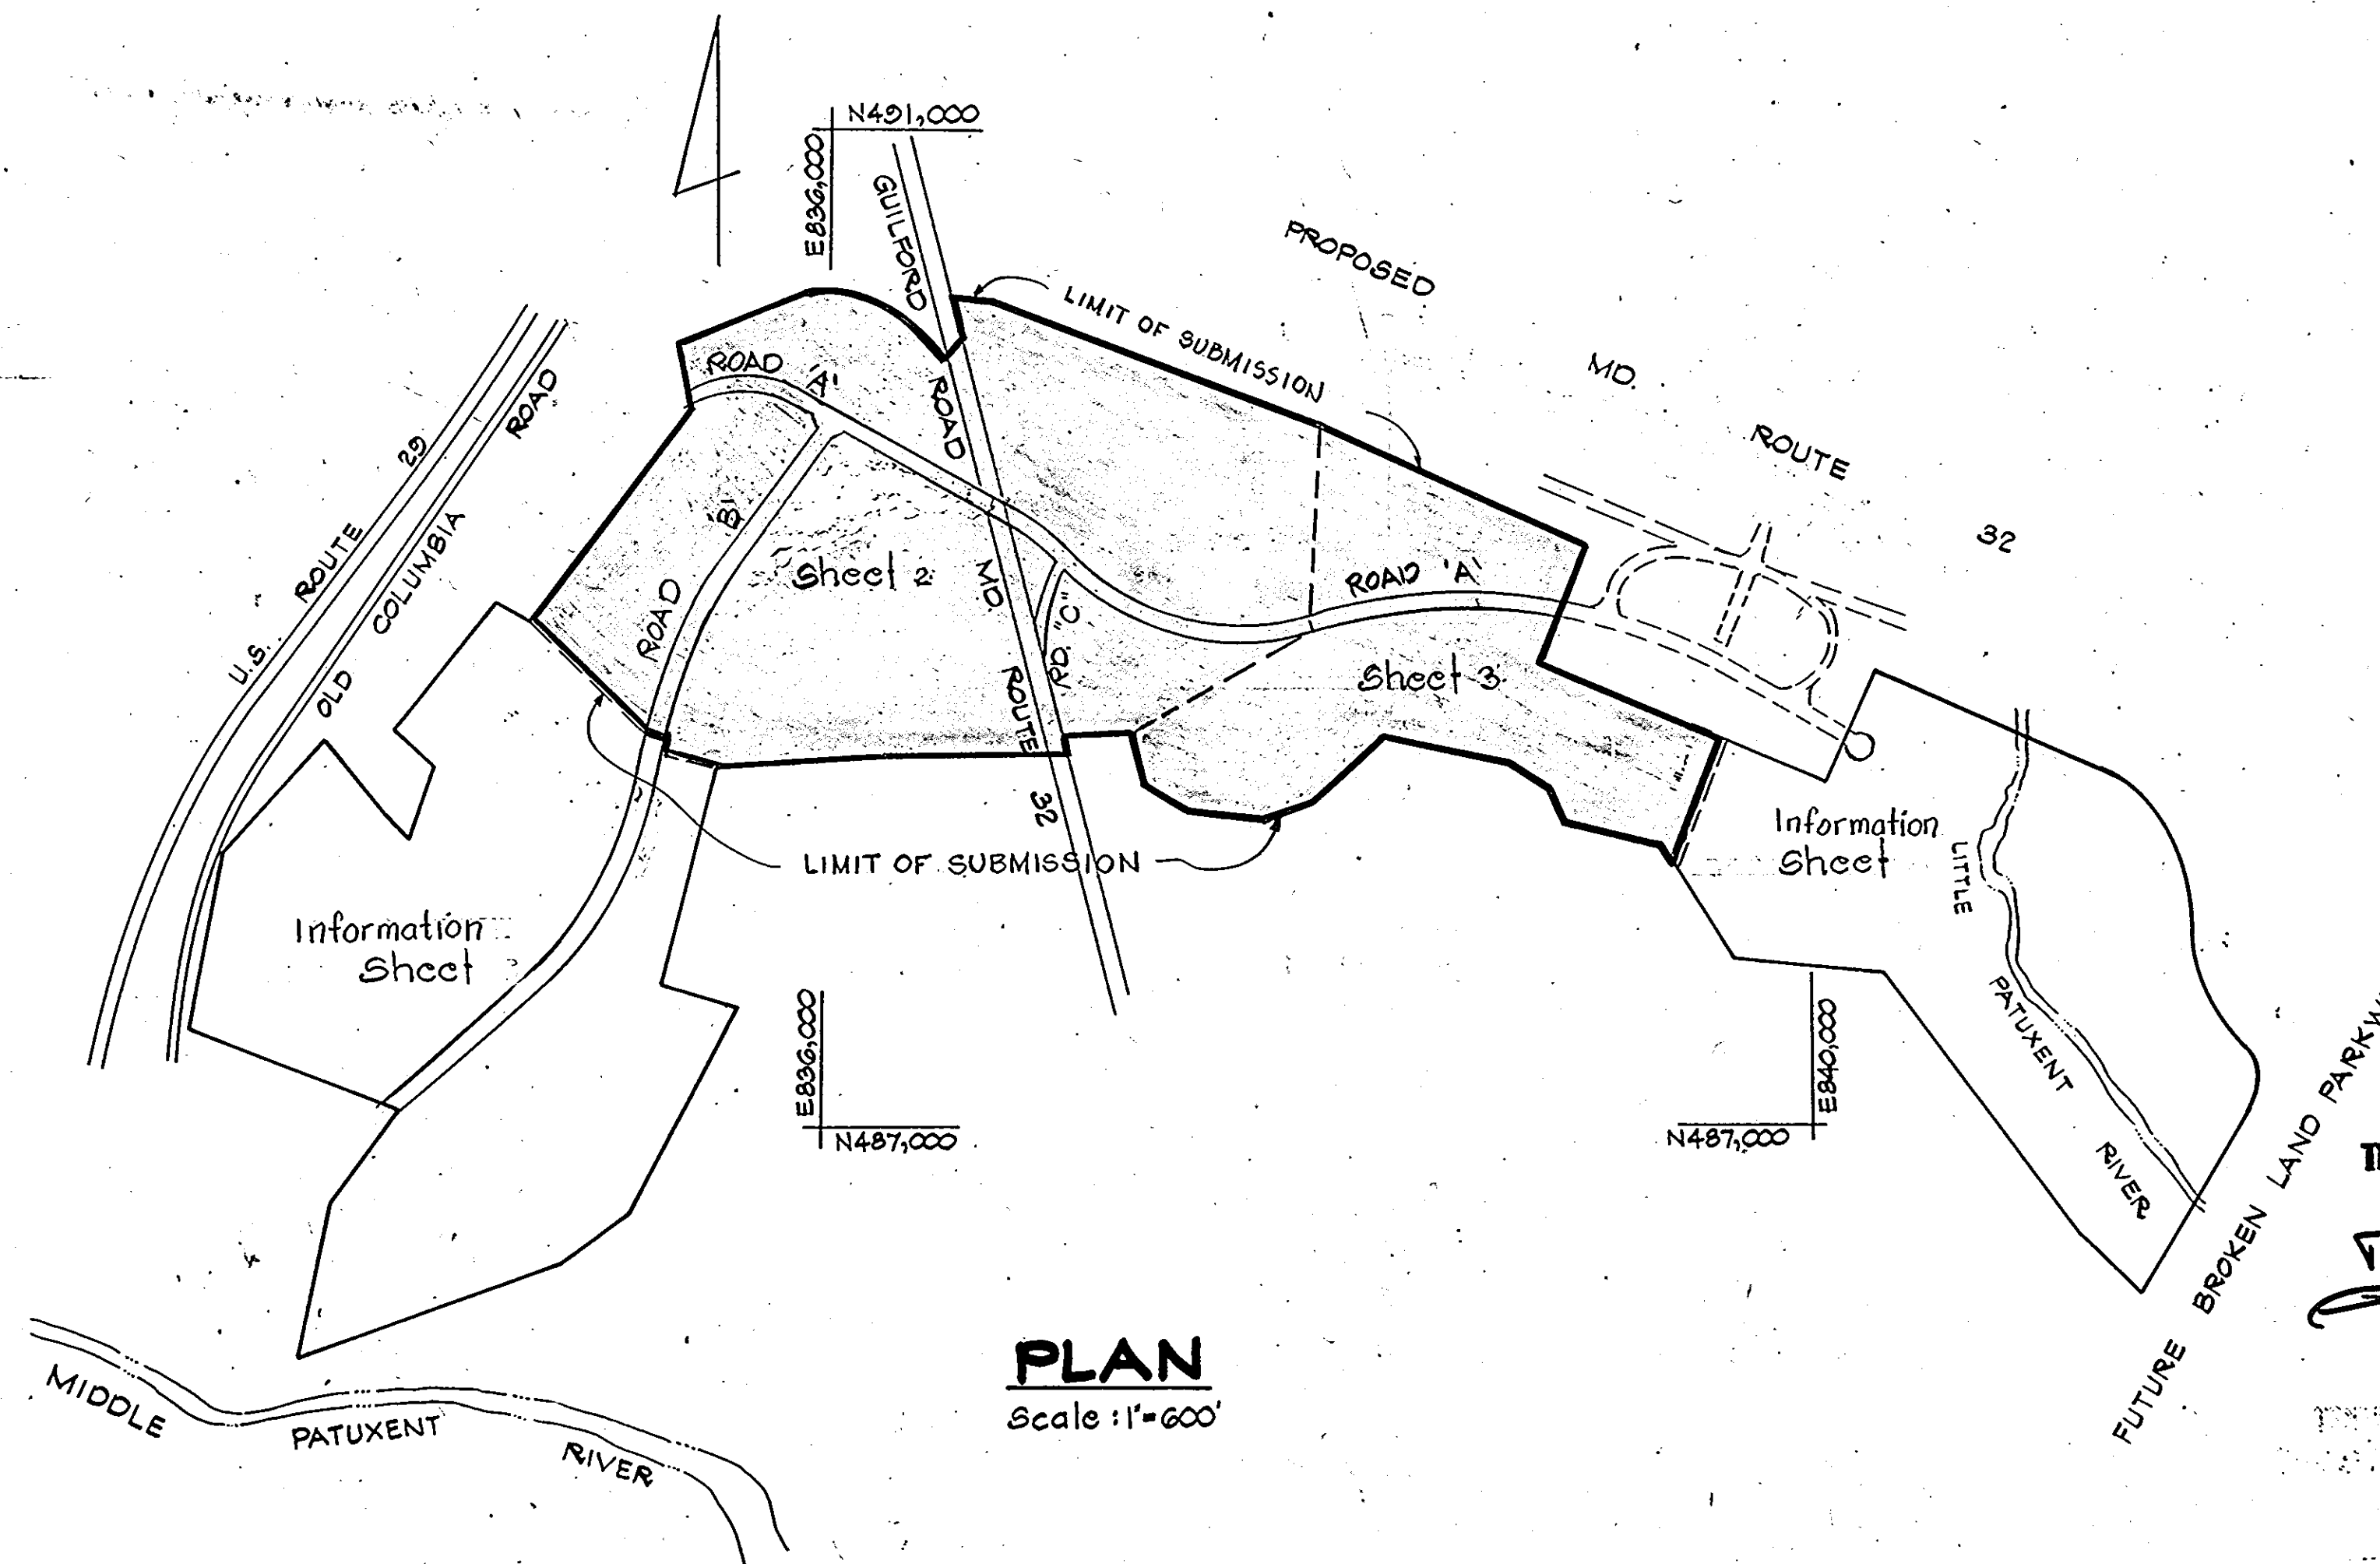 N491,000
E836,000
GUILFORD
ROAD
MD.
ROUTE
32
PROPOSED
MD.
ROUTE
32
LIMIT OF SUBMISSION
ROAD 'A'
ROAD 'B'
Sheet 2
RD. "C"
ROAD 'A'
Sheet 3
U.S. ROUTE 29
OLD COLUMBIA ROAD
LIMIT OF SUBMISSION
Information
Sheet
Information
Sheet
LITTLE
PATUXENT
RIVER
E836,000
N487,000
E840,000
N487,000
FUTURE BROKEN LAND
MIDDLE
PATUXENT
RIVER
PLAN
Scale : 1"=600'